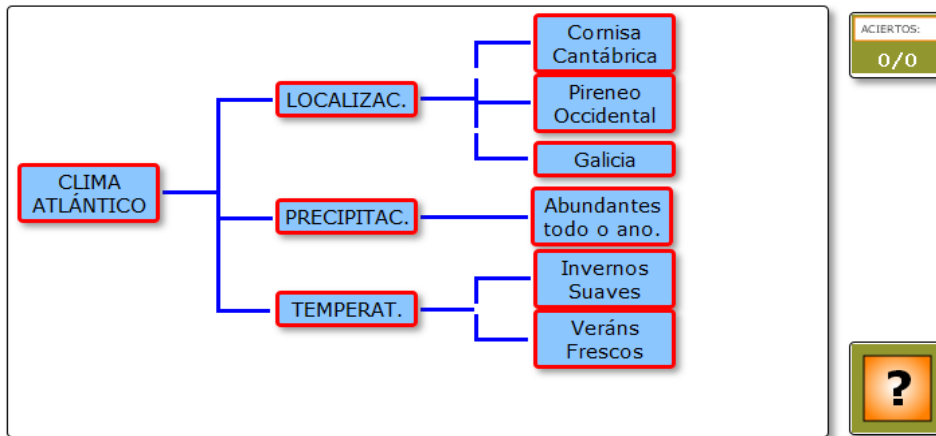 CLIMA
ATLÁNTICO
LOCALIZAC.
Cornisa
Cantábrica
Pireneo
Occidental
Galicia
PRECIPITAC.
Abundantes
todo o ano.
TEMPERAT.
Invernos
Suaves
Veráns
Frescos
ACIERTOS:
0/0
?